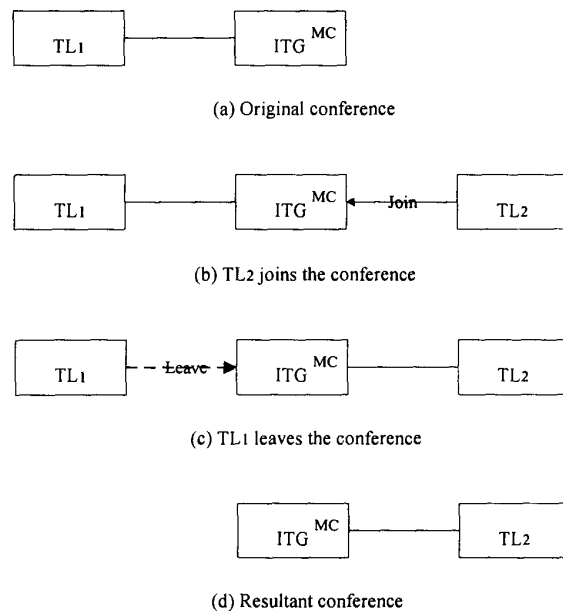 TL1 ITG MC
(a) Original conference
TL1 ITG MC Join TL2
(b) TL2 joins the conference
TL1 Leave ITG MC TL2
(c) TL1 leaves the conference
ITG MC TL2
(d) Resultant conference